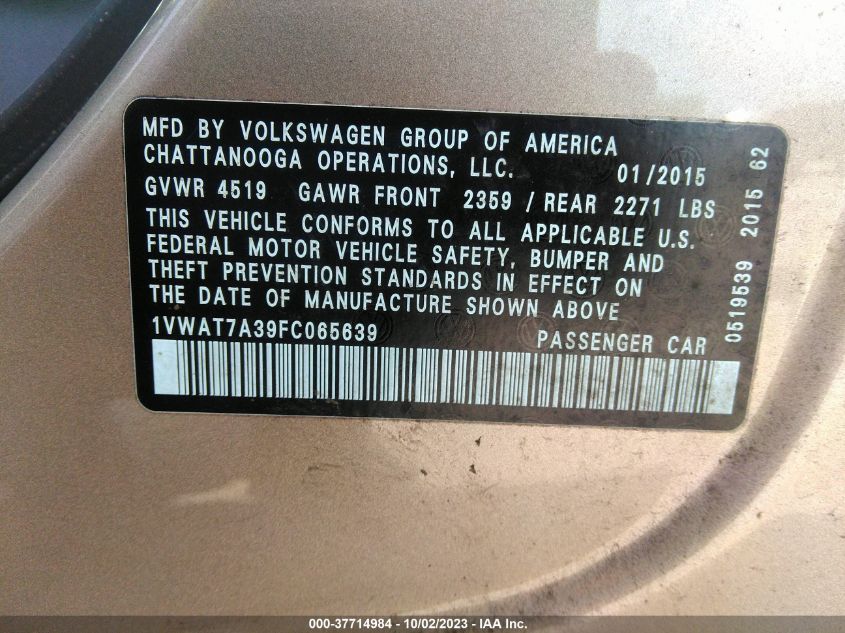 MFD BY VOLKSWAGEN GROUP OF AMERICA
CHATTANOOGA OPERATIONS, LLC. 01/2015
GVWR 4519 GAWR FRONT 2359 / REAR 2271 LBS
THIS VEHICLE CONFORMS TO ALL APPLICABLE U.S.
FEDERAL MOTOR VEHICLE SAFETY, BUMPER AND
THEFT PREVENTION STANDARDS IN EFFECT ON
THE DATE OF MANUFACTURE SHOWN ABOVE
1VWAT7A39FC065639 PASSENGER CAR
0519539 2015 62
000-37714984 - 10/02/2023 - IAA Inc.